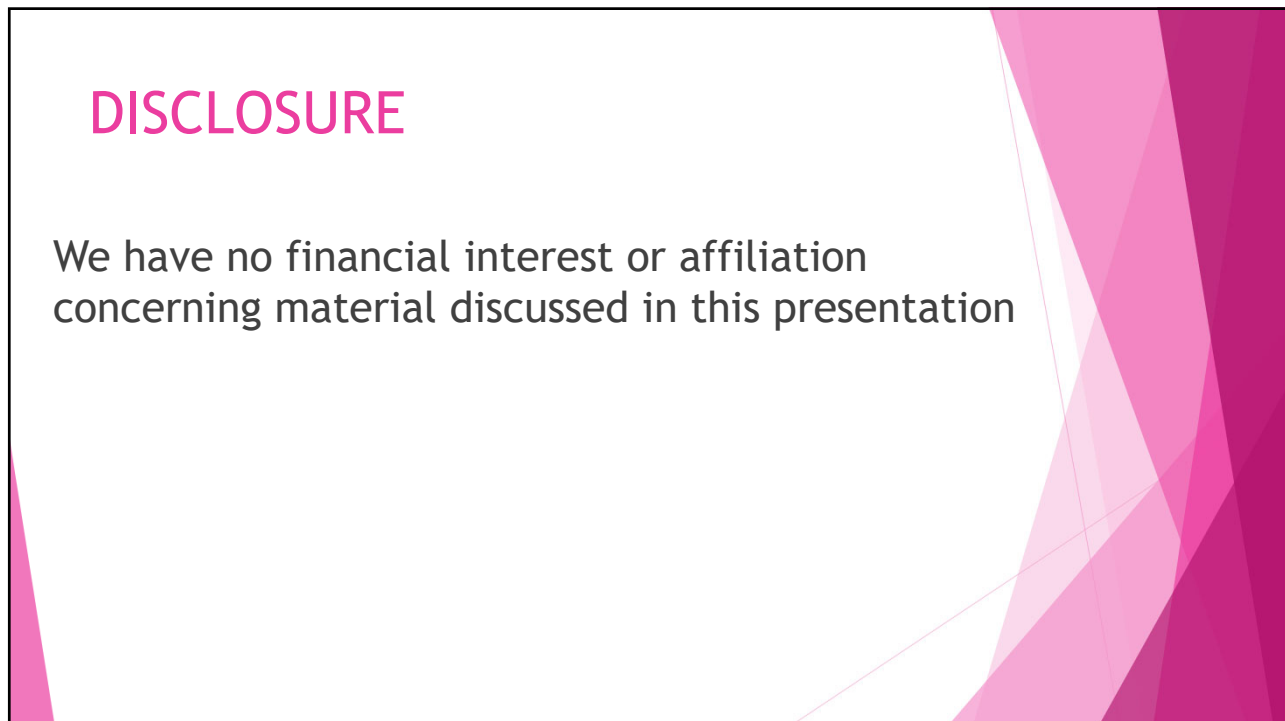 DISCLOSURE
We have no financial interest or affiliation
concerning material discussed in this presentation